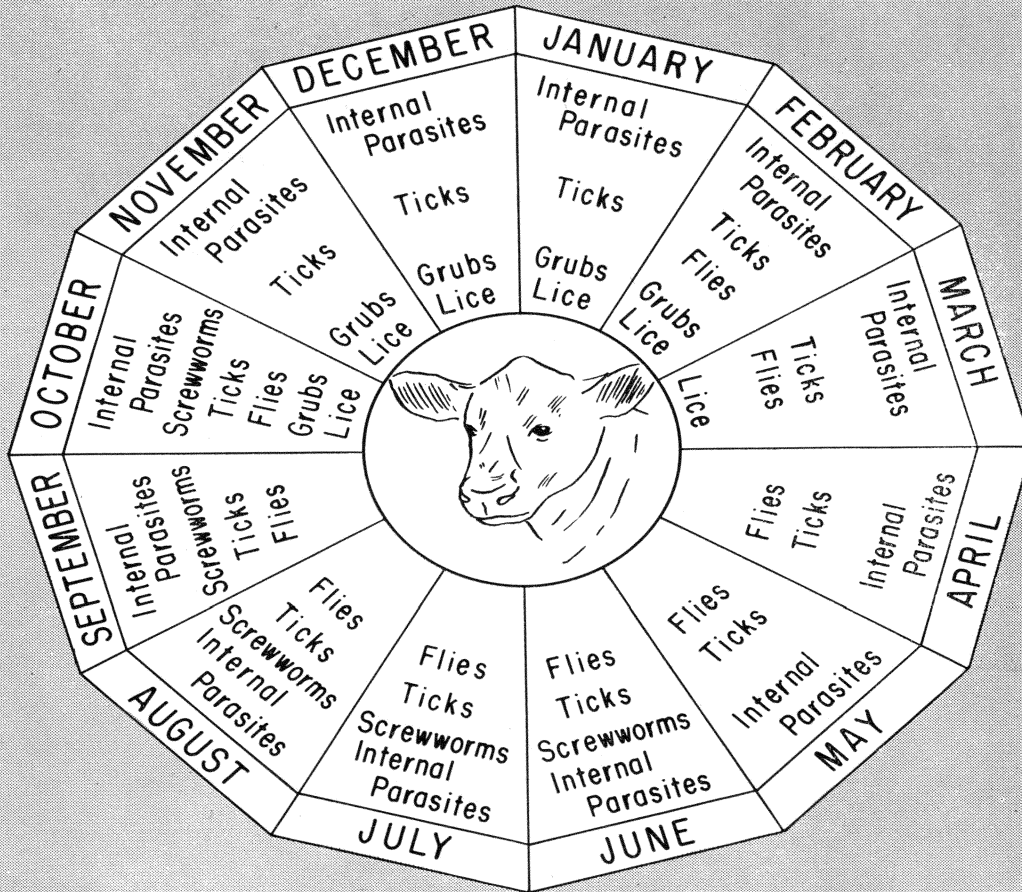 JANUARY
Internal
Parasites
Ticks
Grubs
Lice
FEBRUARY
Internal
Parasites
Ticks
Flies
Grubs
Lice
MARCH
Internal
Parasites
Ticks
Flies
Lice
APRIL
Flies
Ticks
Internal
Parasites
MAY
Flies
Ticks
Internal
Parasites
JUNE
Flies
Ticks
Screwworms
Internal
Parasites
JULY
Flies
Ticks
Screwworms
Internal
Parasites
AUGUST
Flies
Ticks
Screwworms
Internal
Parasites
SEPTEMBER
Internal
Parasites
Screwworms
Ticks
Flies
OCTOBER
Internal
Parasites
Screwworms
Ticks
Flies
Grubs
Lice
NOVEMBER
Internal
Parasites
Ticks
Grubs
Lice
DECEMBER
Internal
Parasites
Ticks
Grubs
Lice